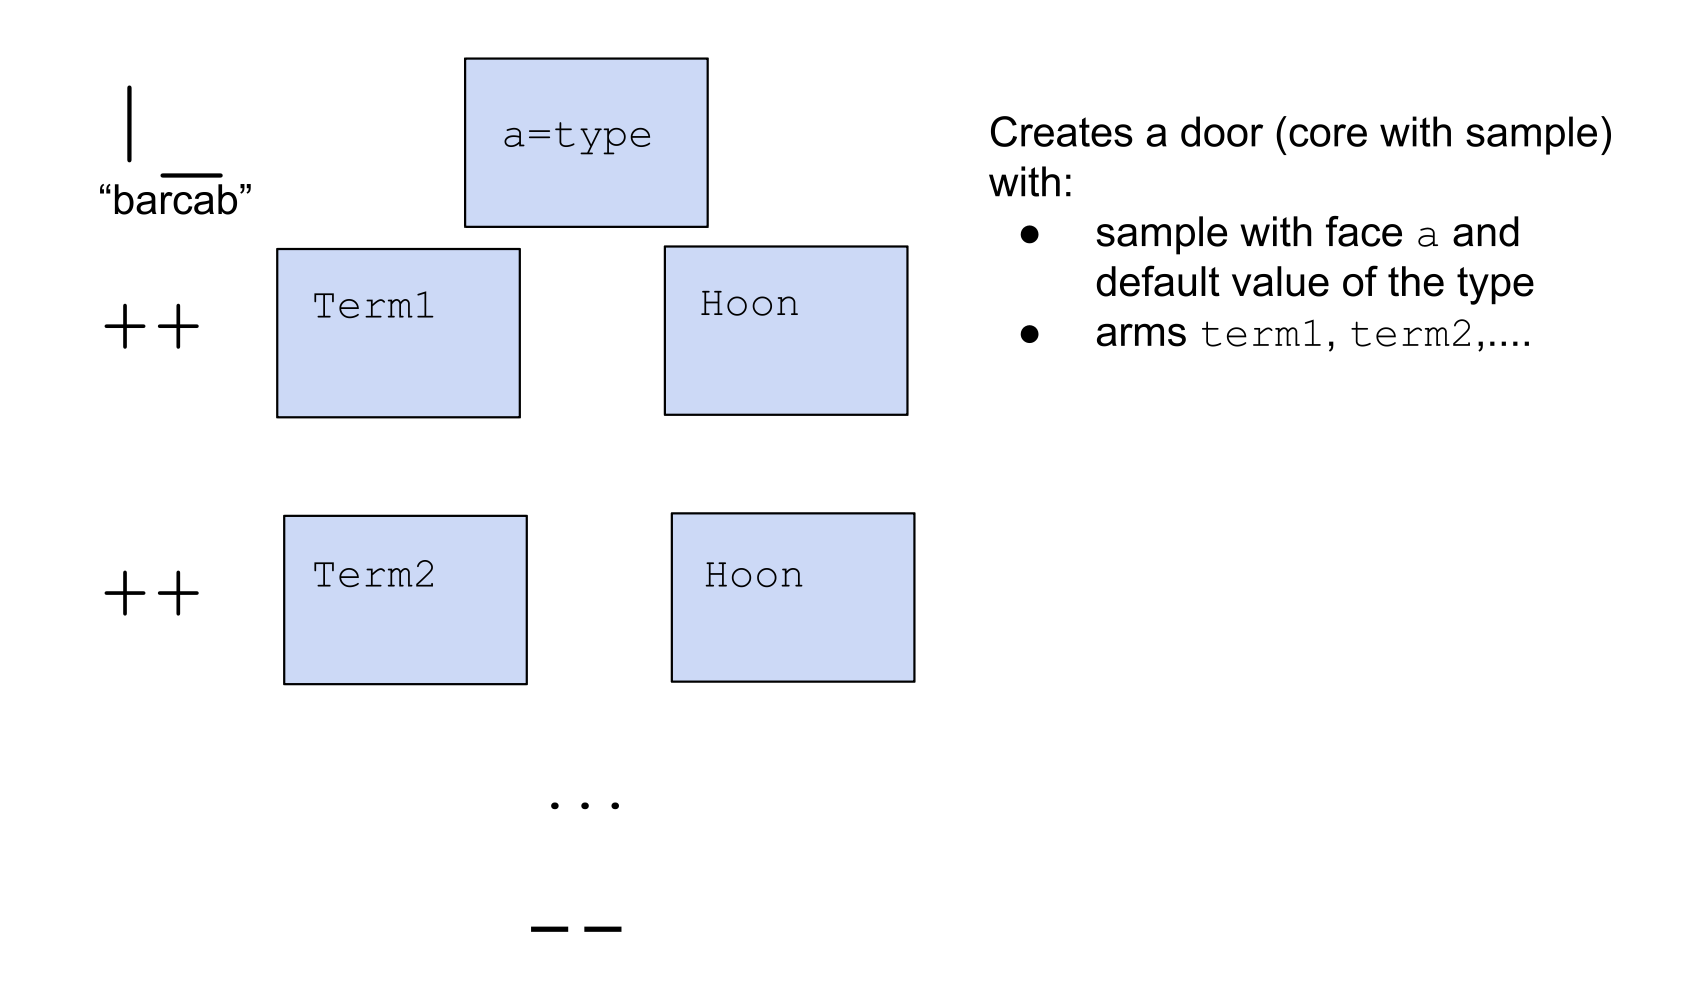 |_
“barcab”
a=type
++
Term1
Hoon
++
Term2
Hoon
...
--
Creates a door (core with sample)
with:
● sample with face a and
default value of the type
● arms term1, term2,....